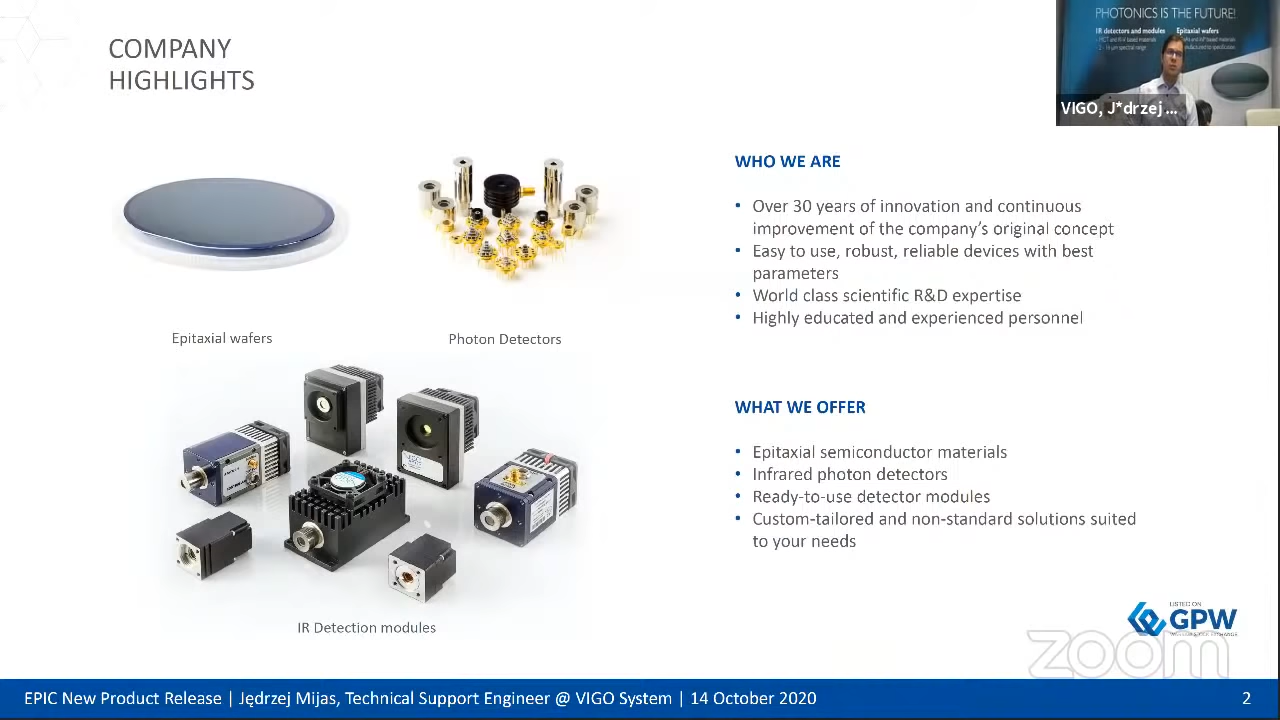 COMPANY
HIGHLIGHTS
PHOTONICS IS THE FUTURE!
IR detectors and modules
Epitaxial wafers
VIGO, J*drzej ...
Epitaxial wafers
Photon Detectors
IR Detection modules
WHO WE ARE
• Over 30 years of innovation and continuous
improvement of the company's original concept
• Easy to use, robust, reliable devices with best
parameters
• World class scientific R&D expertise
• Highly educated and experienced personnel
WHAT WE OFFER
• Epitaxial semiconductor materials
• Infrared photon detectors
• Ready-to-use detector modules
• Custom-tailored and non-standard solutions suited
to your needs
LISTED ON
GPW
zoom
EPIC New Product Release | Jędrzej Mijas, Technical Support Engineer @ VIGO System | 14 October 2020
2